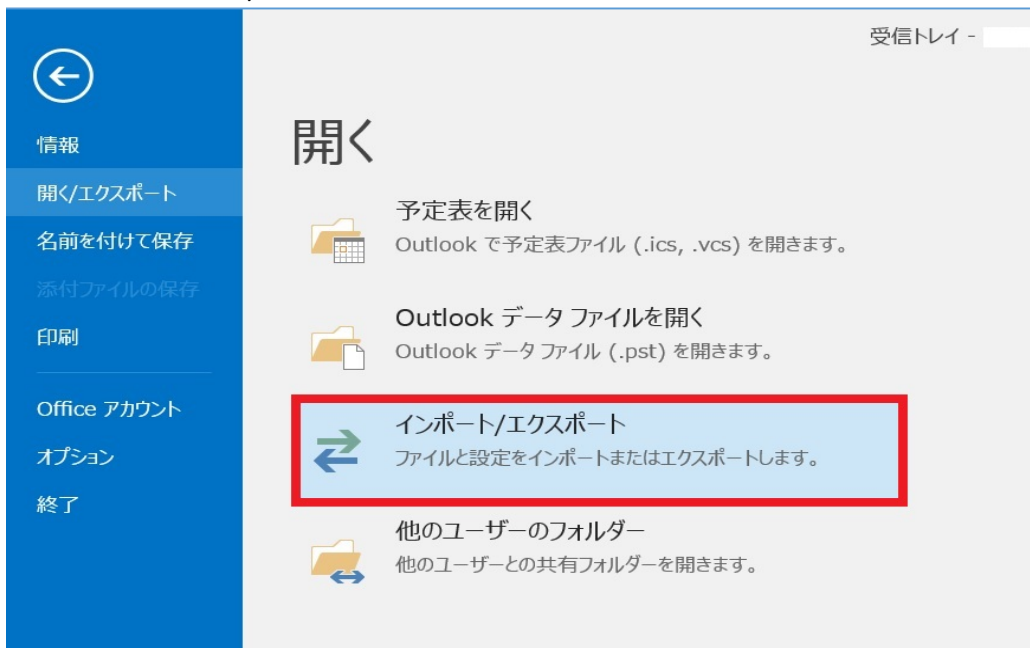 受信トレイ -
情報
開く/エクスポート
名前を付けて保存
添付ファイルの保存
印刷
Office アカウント
オプション
終了
開く
予定表を開く
Outlook で予定表ファイル (.ics, .vcs) を開きます。
Outlook データ ファイルを開く
Outlook データ ファイル (.pst) を開きます。
インポート/エクスポート
ファイルと設定をインポートまたはエクスポートします。
他のユーザーのフォルダー
他のユーザーとの共有フォルダーを開きます。